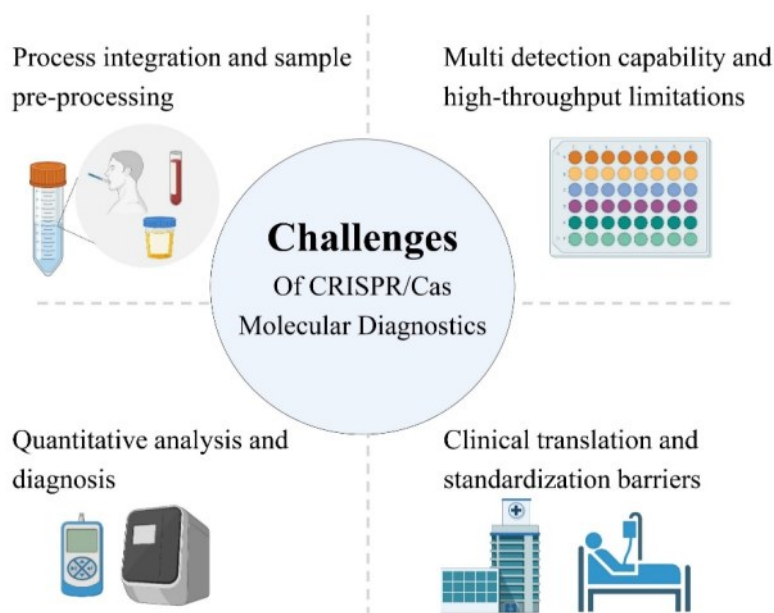 Process integration and sample
pre-processing
Multi detection capability and
high-throughput limitations
Challenges
Of CRISPR/Cas
Molecular Diagnostics
Quantitative analysis and
diagnosis
Clinical translation and
standardization barriers